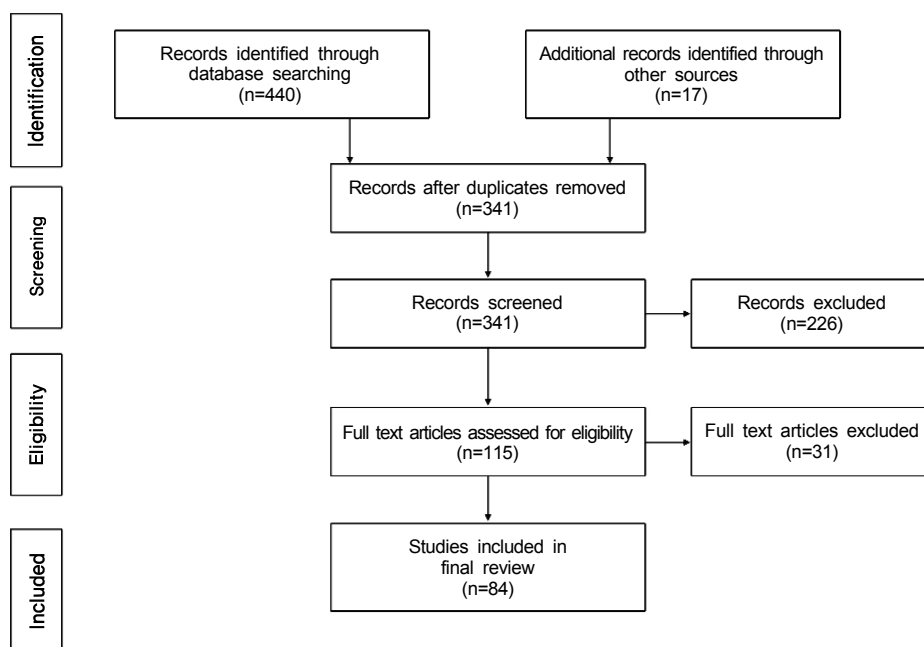 Identification
Records identified through
database searching
(n=440)
Additional records identified through
other sources
(n=17)
Screening
Records after duplicates removed
(n=341)
Records screened
(n=341)
Records excluded
(n=226)
Eligibility
Full text articles assessed for eligibility
(n=115)
Full text articles excluded
(n=31)
Included
Studies included in
final review
(n=84)